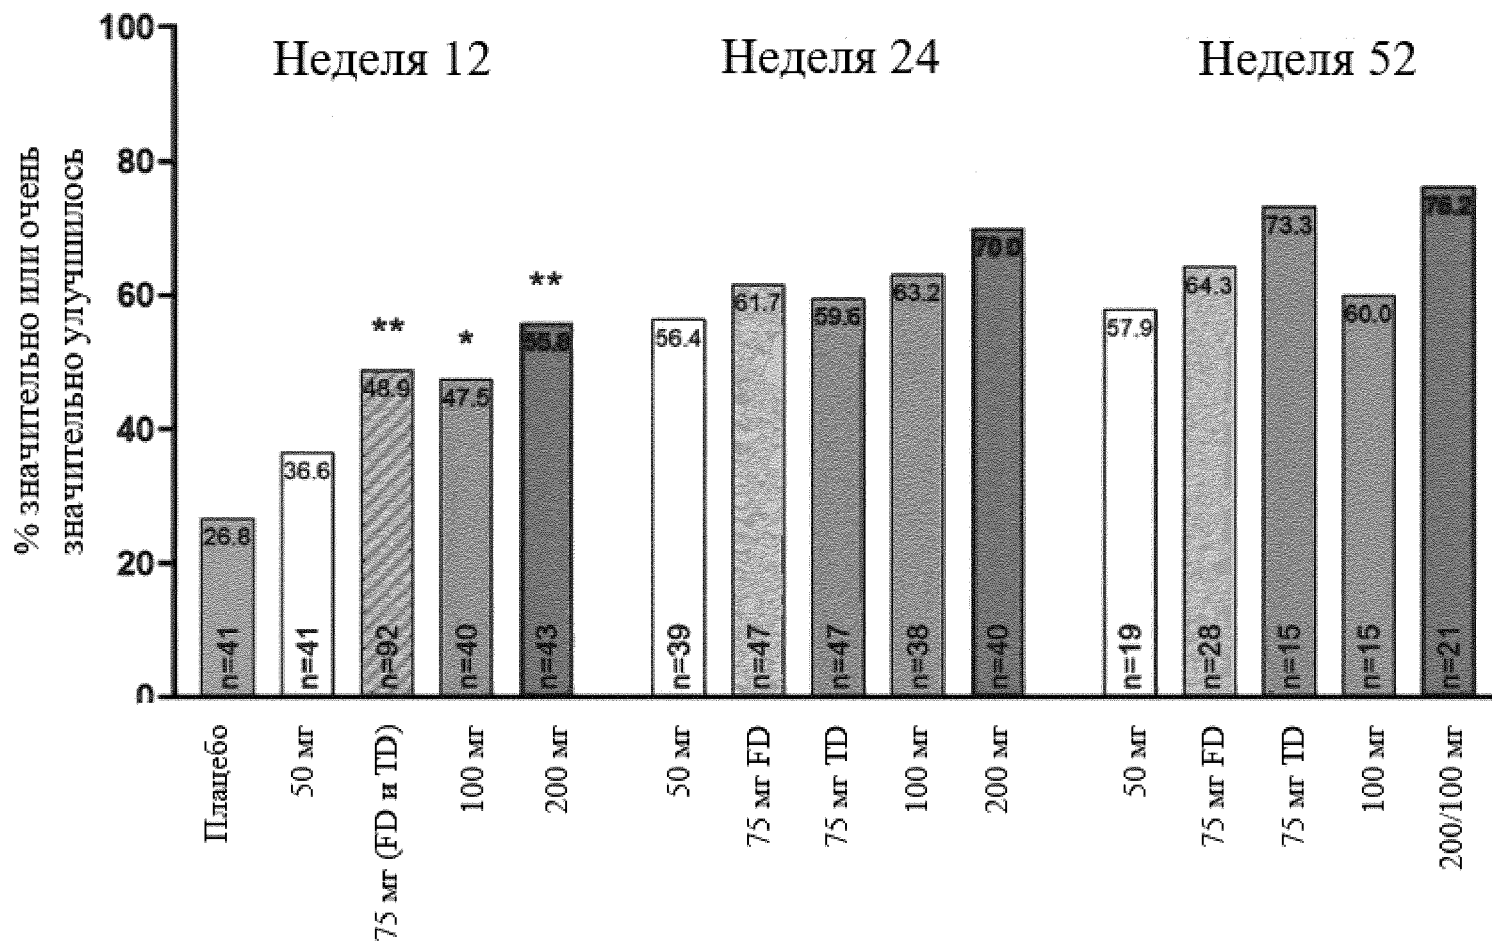 Неделя 12
Неделя 24
Неделя 52
% значительно или очень
значительно улучшилось
100
80
60
40
20
0
26.8
n=41
36.6
n=41
**
48.9
n=92
*
47.5
n=40
**
55.8
n=43
56.4
n=39
61.7
n=47
59.6
n=47
63.2
n=38
70.0
n=40
57.9
n=19
64.3
n=28
73.3
n=15
60.0
n=15
76.2
n=21
Плацебо
50 мг
75 мг (FD и TD)
100 мг
200 мг
50 мг
75 мг FD
75 мг TD
100 мг
200 мг
50 мг
75 мг FD
75 мг TD
100 мг
200/100 мг